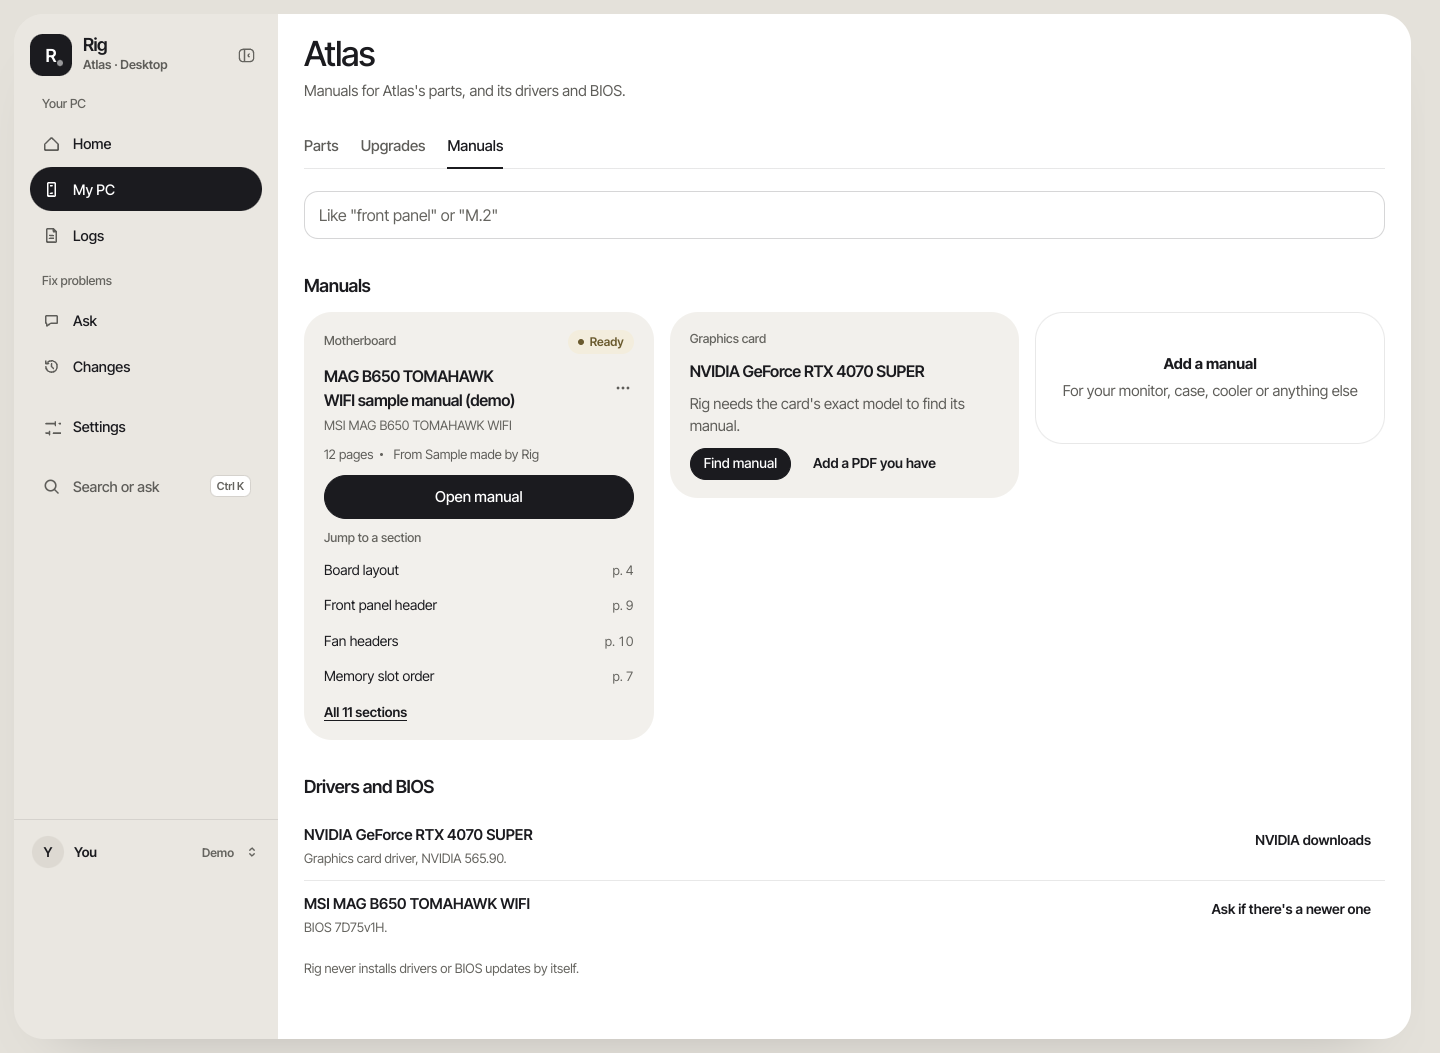 R.
Rig
Atlas · Desktop
Your PC
Home
My PC
Logs
Fix problems
Ask
Changes
Settings
Search or ask
Ctrl K
Y
You
Demo
Atlas
Manuals for Atlas's parts, and its drivers and BIOS.
Parts
Upgrades
Manuals
Like "front panel" or "M.2"
Manuals
Motherboard
Ready
MAG B650 TOMAHAWK
WIFI sample manual (demo)
MSI MAG B650 TOMAHAWK WIFI
12 pages • From Sample made by Rig
Open manual
Jump to a section
Board layout p. 4
Front panel header p. 9
Fan headers p. 10
Memory slot order p. 7
All 11 sections
Graphics card
NVIDIA GeForce RTX 4070 SUPER
Rig needs the card's exact model to find its
manual.
Find manual
Add a PDF you have
Add a manual
For your monitor, case, cooler or anything else
Drivers and BIOS
NVIDIA GeForce RTX 4070 SUPER
Graphics card driver, NVIDIA 565.90.
NVIDIA downloads
MSI MAG B650 TOMAHAWK WIFI
BIOS 7D75v1H.
Ask if there's a newer one
Rig never installs drivers or BIOS updates by itself.